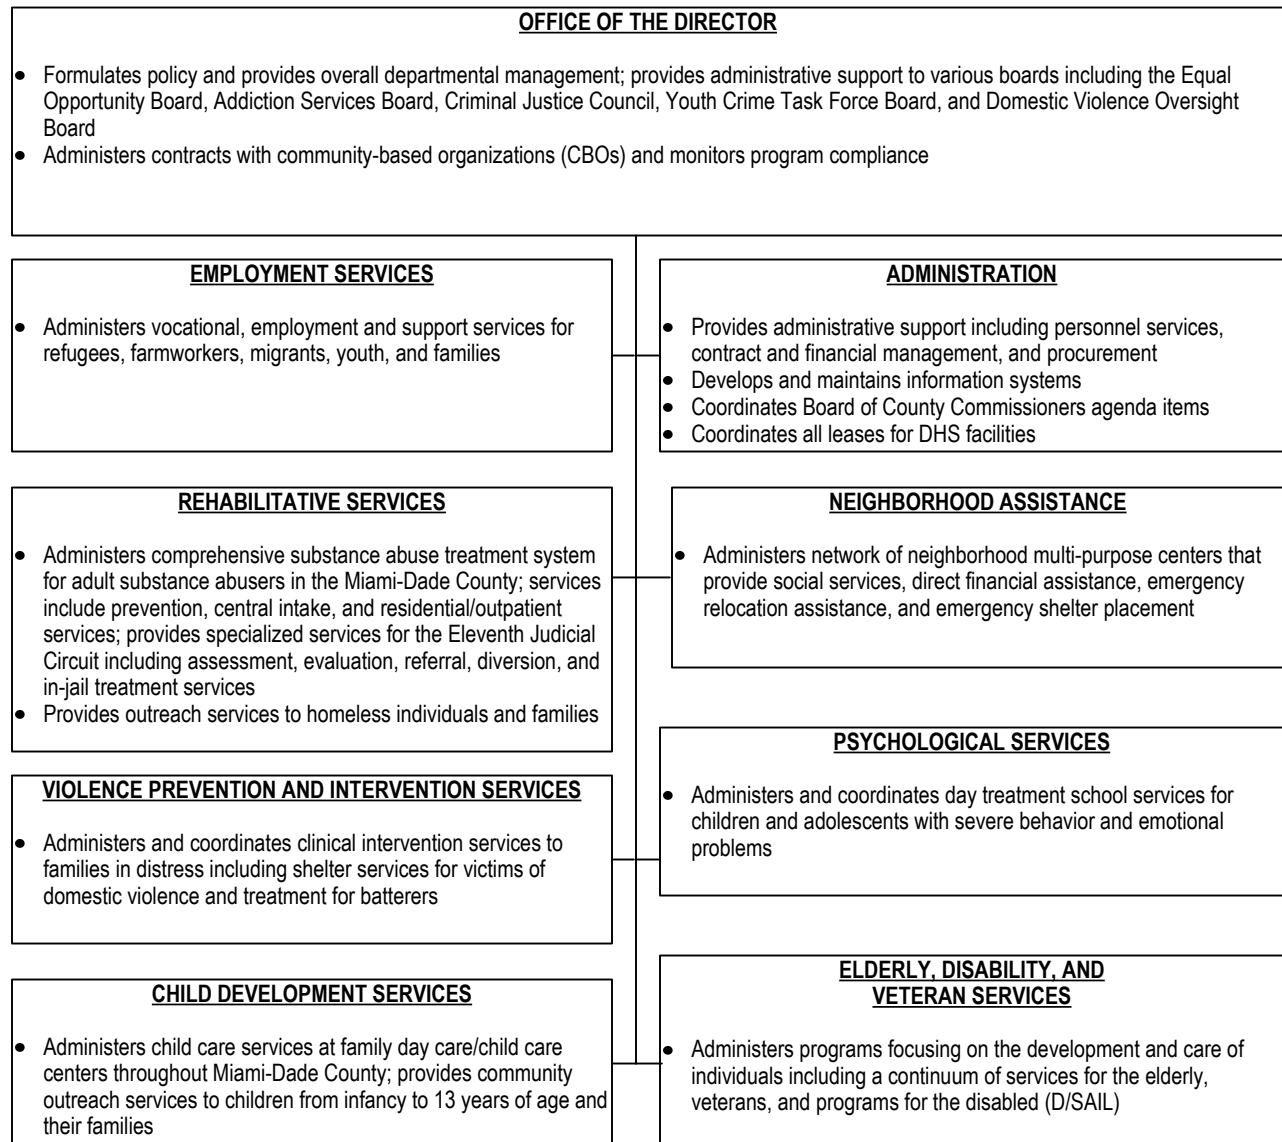 OFFICE OF THE DIRECTOR
• Formulates policy and provides overall departmental management; provides administrative support to various boards including the Equal
Opportunity Board, Addiction Services Board, Criminal Justice Council, Youth Crime Task Force Board, and Domestic Violence Oversight
Board
• Administers contracts with community-based organizations (CBOs) and monitors program compliance
EMPLOYMENT SERVICES
• Administers vocational, employment and support services for
refugees, farmworkers, migrants, youth, and families
ADMINISTRATION
• Provides administrative support including personnel services,
contract and financial management, and procurement
• Develops and maintains information systems
• Coordinates Board of County Commissioners agenda items
• Coordinates all leases for DHS facilities
REHABILITATIVE SERVICES
• Administers comprehensive substance abuse treatment system
for adult substance abusers in the Miami-Dade County; services
include prevention, central intake, and residential/outpatient
services; provides specialized services for the Eleventh Judicial
Circuit including assessment, evaluation, referral, diversion, and
in-jail treatment services
• Provides outreach services to homeless individuals and families
NEIGHBORHOOD ASSISTANCE
• Administers network of neighborhood multi-purpose centers that
provide social services, direct financial assistance, emergency
relocation assistance, and emergency shelter placement
VIOLENCE PREVENTION AND INTERVENTION SERVICES
• Administers and coordinates clinical intervention services to
families in distress including shelter services for victims of
domestic violence and treatment for batterers
PSYCHOLOGICAL SERVICES
• Administers and coordinates day treatment school services for
children and adolescents with severe behavior and emotional
problems
CHILD DEVELOPMENT SERVICES
• Administers child care services at family day care/child care
centers throughout Miami-Dade County; provides community
outreach services to children from infancy to 13 years of age and
their families
ELDERLY, DISABILITY, AND
VETERAN SERVICES
• Administers programs focusing on the development and care of
individuals including a continuum of services for the elderly,
veterans, and programs for the disabled (D/SAIL)